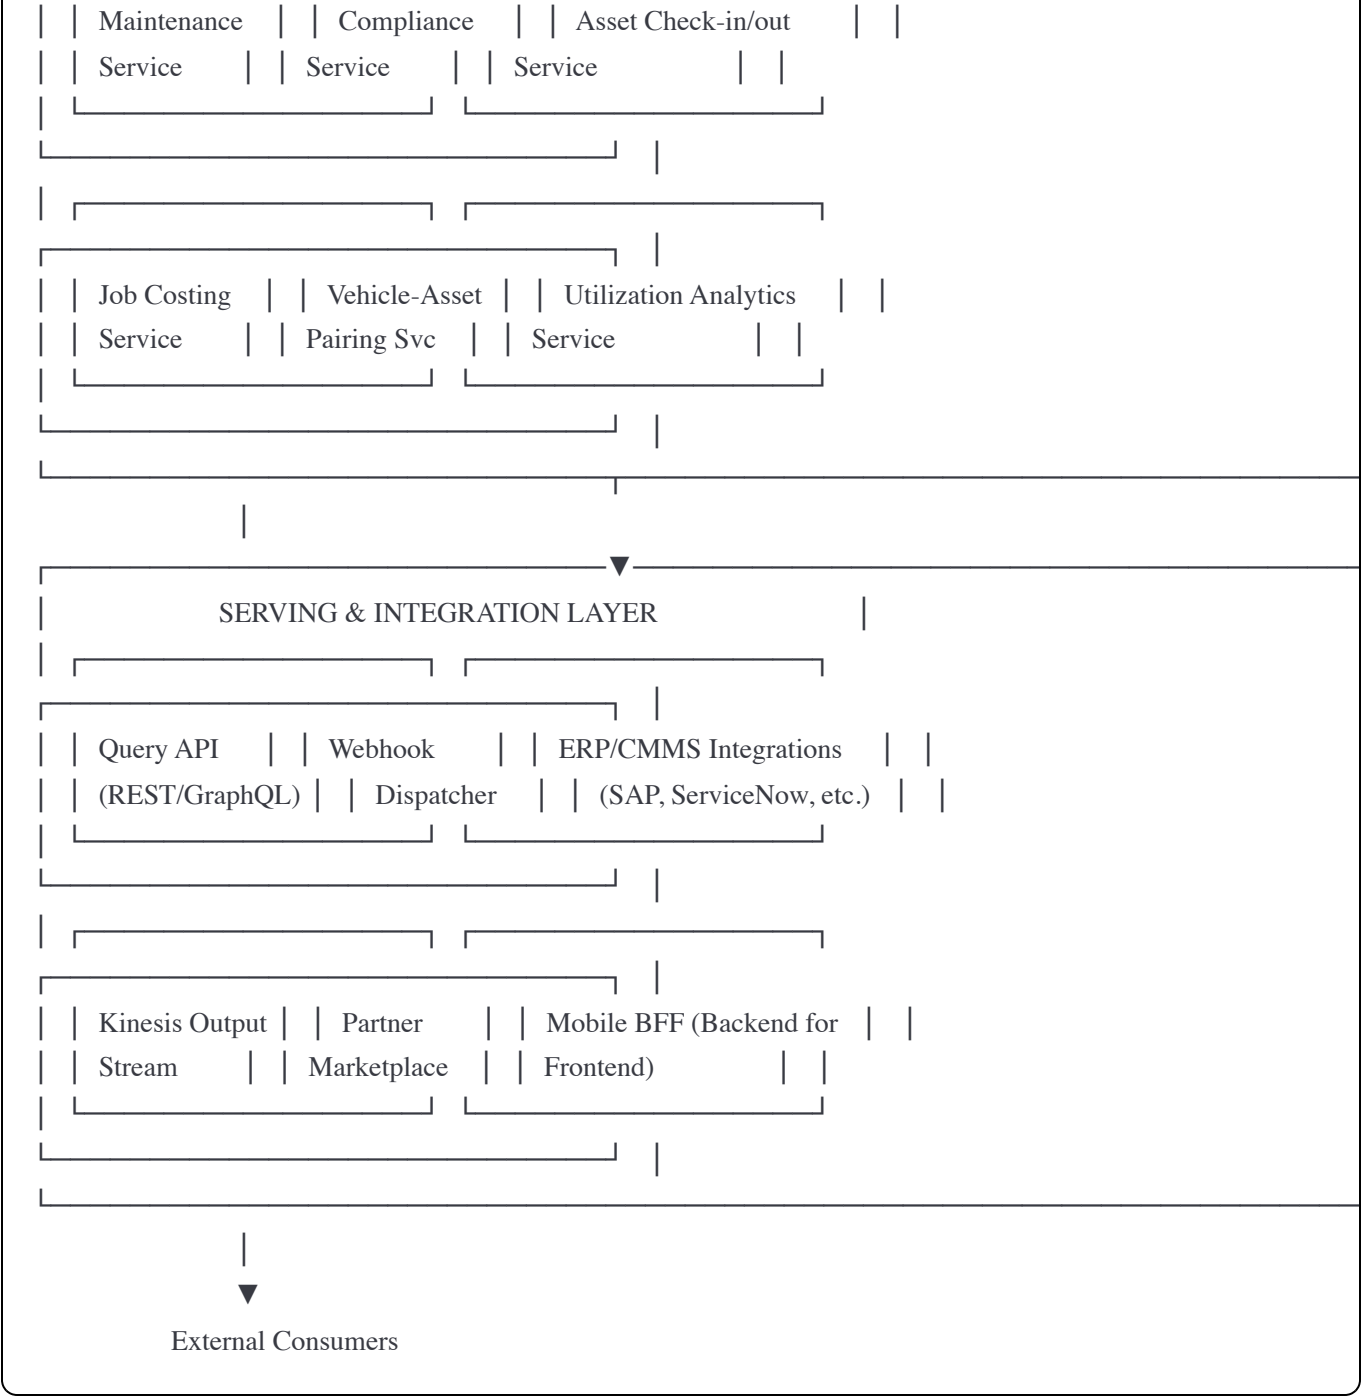 │ │ Maintenance │ │ Compliance │ │ Asset Check-in/out │ │
│ │ Service │ │ Service │ │ Service │ │
│ └──────────────────┘ └──────────────────┘
└─────────────────────────────┘ │
│ ┌──────────────────┐ ┌──────────────────┐
┌─────────────────────────────┐ │
│ │ Job Costing │ │ Vehicle-Asset │ │ Utilization Analytics │ │
│ │ Service │ │ Pairing Svc │ │ Service │ │
│ └──────────────────┘ └──────────────────┘
└─────────────────────────────┘ │
└─────────────────────────────┬──────────────────────────────────────
│
┌─────────────────────────────▼──────────────────────────────────────
│ SERVING & INTEGRATION LAYER │
│ ┌──────────────────┐ ┌──────────────────┐
┌─────────────────────────────┐ │
│ │ Query API │ │ Webhook │ │ ERP/CMMS Integrations │ │
│ │ (REST/GraphQL) │ │ Dispatcher │ │ (SAP, ServiceNow, etc.) │ │
│ └──────────────────┘ └──────────────────┘
└─────────────────────────────┘ │
│ ┌──────────────────┐ ┌──────────────────┐
┌─────────────────────────────┐ │
│ │ Kinesis Output │ │ Partner │ │ Mobile BFF (Backend for │ │
│ │ Stream │ │ Marketplace │ │ Frontend) │ │
│ └──────────────────┘ └──────────────────┘
└─────────────────────────────┘ │
└────────────────────────────────────────────────────────────────────
│
▼
External Consumers